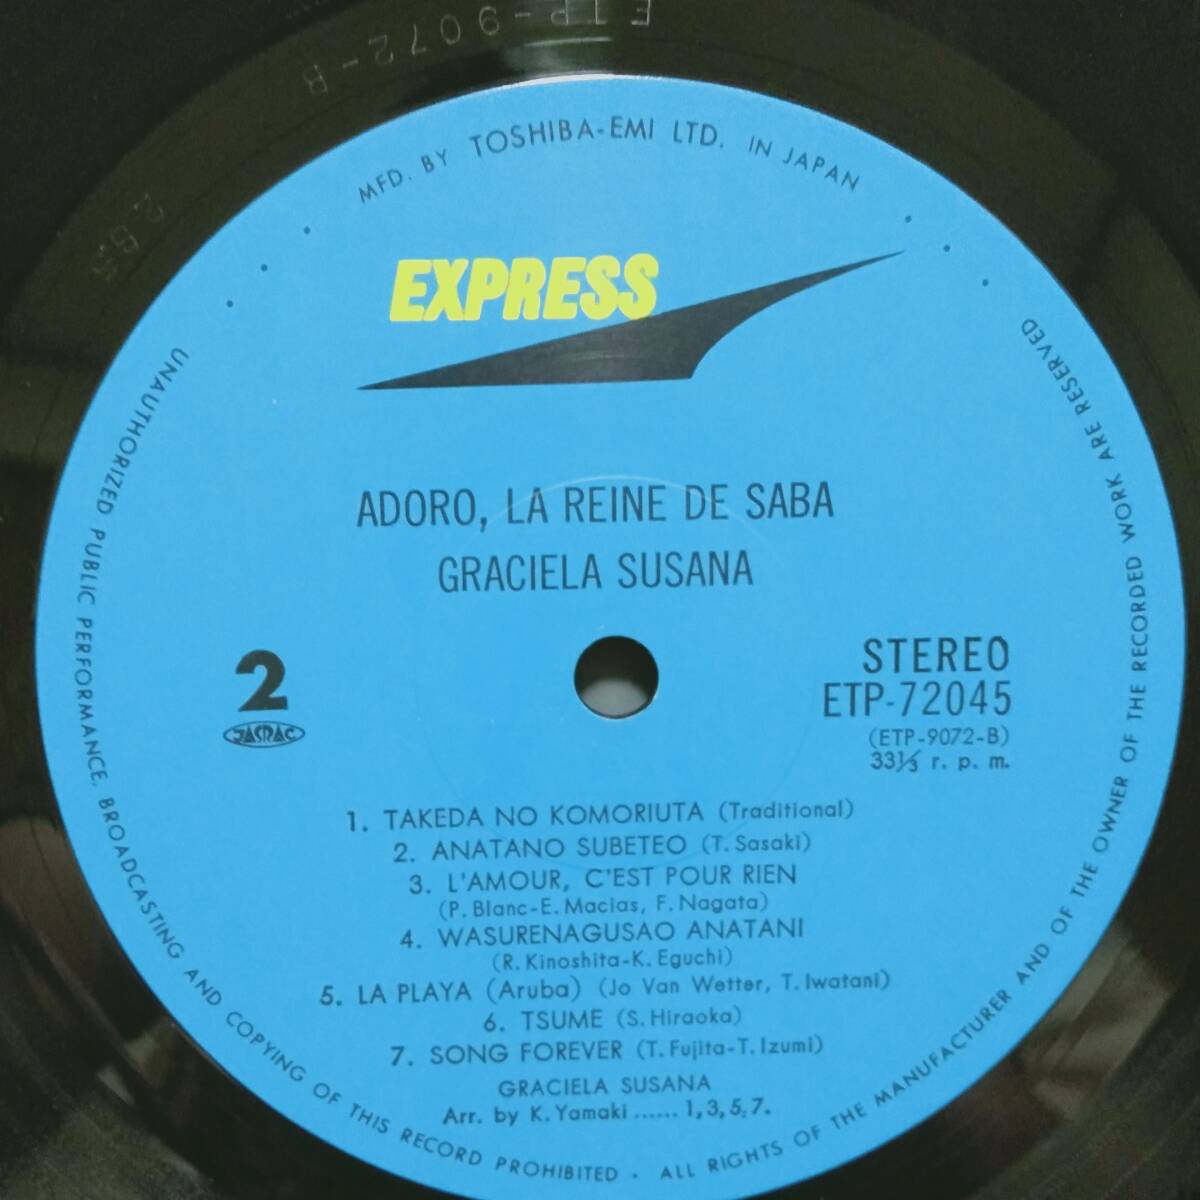 ETP-9072-B
MFD. BY TOSHIBA-EMI LTD. IN JAPAN
EXPRESS
ADORO, LA REINE DE SABA
GRACIELA SUSANA
2
JASRAC
STEREO
ETP-72045
(ETP-9072-B)
33⅓ r. p. m.
1. TAKEDA NO KOMORIUTA (Traditional)
2. ANATANO SUBETEO (T. Sasaki)
3. L'AMOUR, C'EST POUR RIEN
(P. Blanc-E. Macias, F. Nagata)
4. WASURENAGUSAO ANATANI
(R. Kinoshita-K. Eguchi)
5. LA PLAYA (Aruba) (Jo Van Wetter, T. Iwatani)
6. TSUME (S. Hiraoka)
7. SONG FOREVER (T. Fujita-T. Izumi)
GRACIELA SUSANA
Arr. by K. Yamaki ...... 1, 3, 5, 7.
UNAUTHORIZED PUBLIC PERFORMANCE, BROADCASTING AND COPYING OF THIS RECORD PROHIBITED · ALL RIGHTS OF THE MANUFACTURER AND OF THE OWNER OF THE RECORDED WORK ARE RESERVED